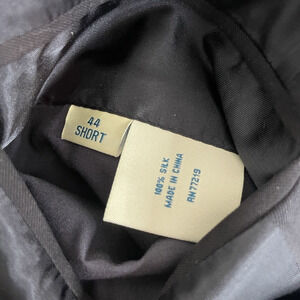 44
SHORT
100% SILK
MADE IN CHINA
RN77219